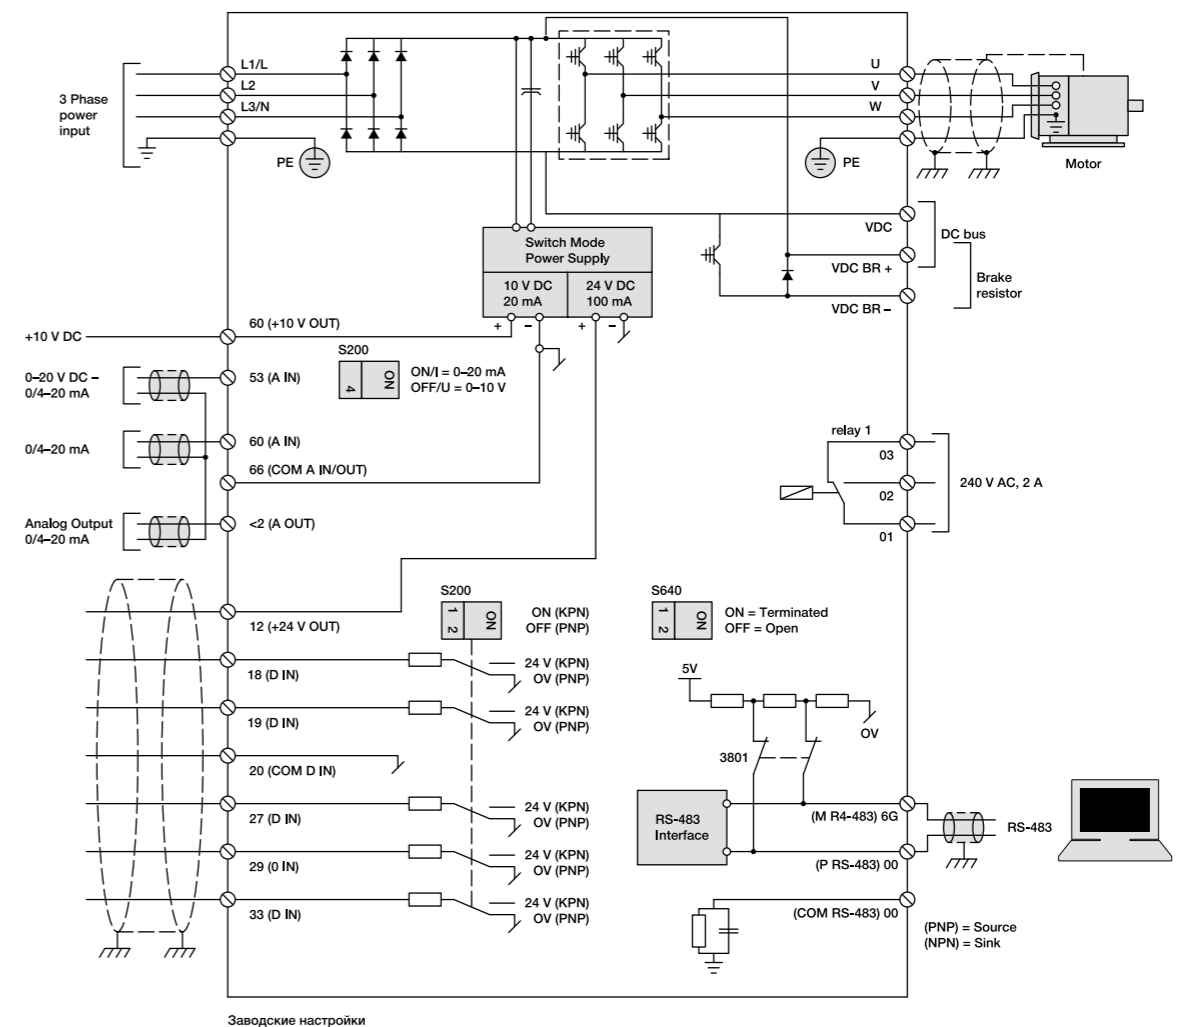 3 Phase
power
input
L1/L
L2
L3/N
PE
U
V
W
PE
Motor
VDC
DC bus
VDC BR +
Brake
resistor
VDC BR –
Switch Mode
Power Supply
10 V DC
20 mA
24 V DC
100 mA
+ – + –
+10 V DC
60 (+10 V OUT)
0–20 V DC –
0/4–20 mA
53 (A IN)
S200
ON
4
ON/I = 0–20 mA
OFF/U = 0–10 V
0/4–20 mA
60 (A IN)
66 (COM A IN/OUT)
Analog Output
0/4–20 mA
<2 (A OUT)
relay 1
03
02
01
240 V AC, 2 A
12 (+24 V OUT)
S200
1 2
ON
ON (KPN)
OFF (PNP)
S640
1 2
ON
ON = Terminated
OFF = Open
18 (D IN)
24 V (KPN)
OV (PNP)
19 (D IN)
24 V (KPN)
OV (PNP)
20 (COM D IN)
27 (D IN)
24 V (KPN)
OV (PNP)
29 (0 IN)
24 V (KPN)
OV (PNP)
33 (D IN)
24 V (KPN)
OV (PNP)
5V
OV
3801
RS-483
Interface
(M R4-483) 6G
(P RS-483) 00
(COM RS-483) 00
RS-483
(PNP) = Source
(NPN) = Sink
Заводские настройки